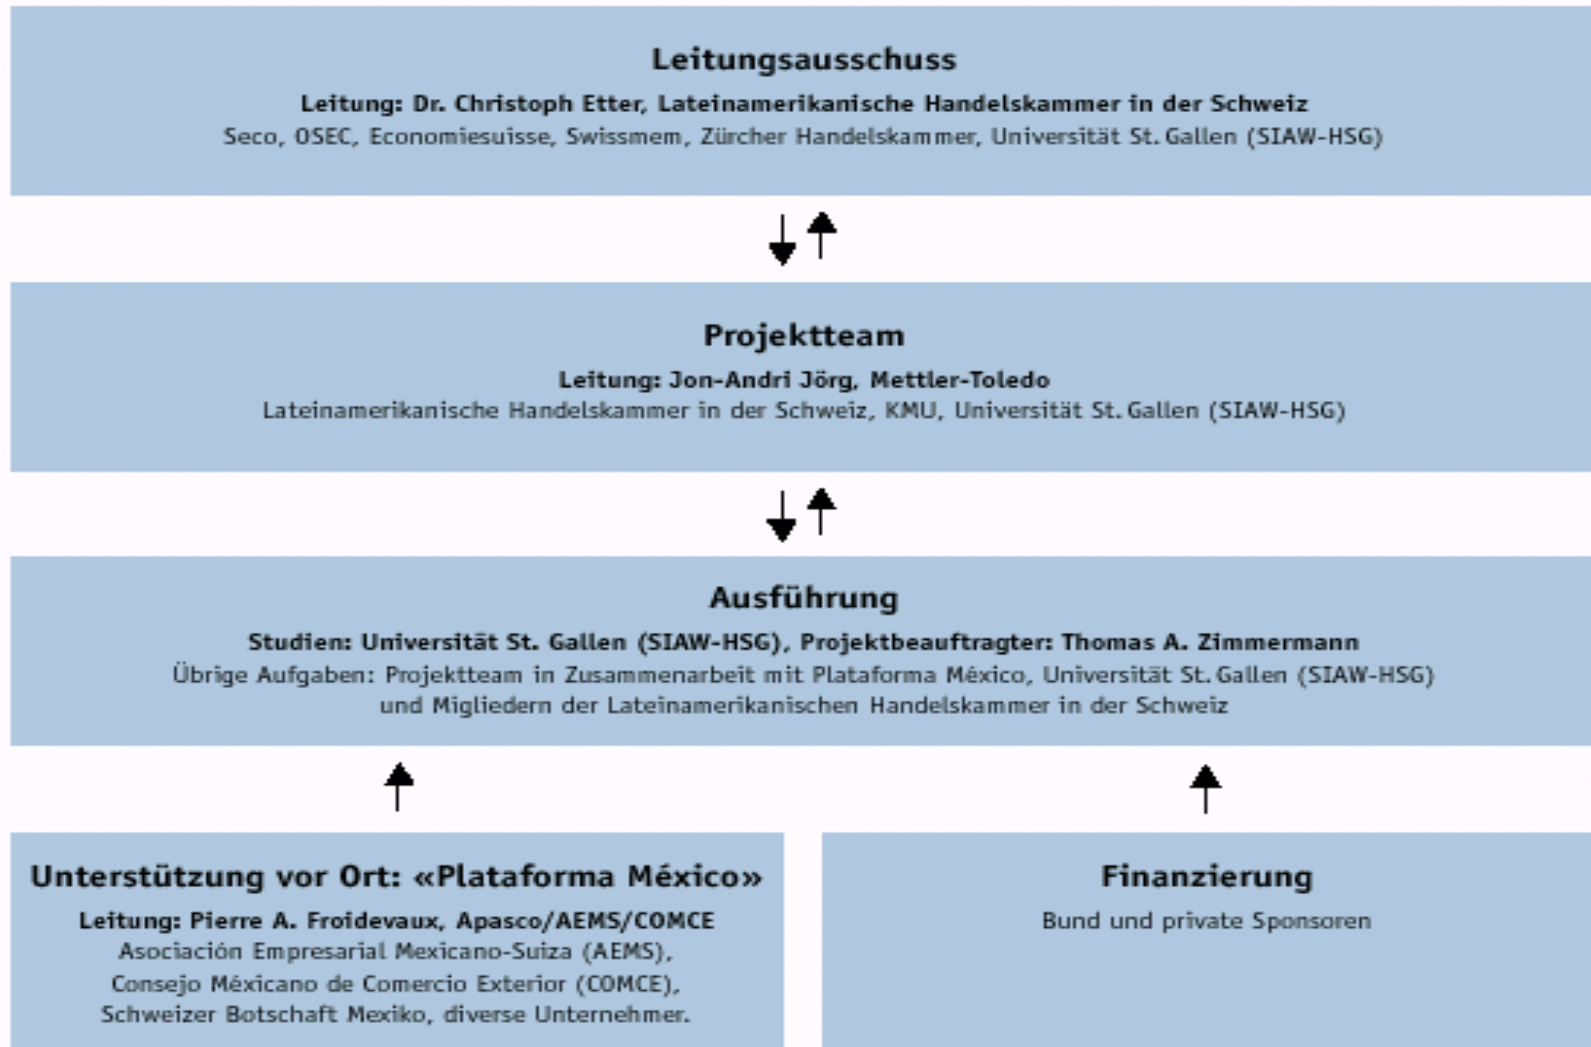 Leitungsausschuss
Leitung: Dr. Christoph Etter, Lateinamerikanische Handelskammer in der Schweiz
Seco, OSEC, Economiesuisse, Swissmem, Zürcher Handelskammer, Universität St. Gallen (SIAW-HSG)
Projektteam
Leitung: Jon-Andri Jörg, Mettler-Toledo
Lateinamerikanische Handelskammer in der Schweiz, KMU, Universität St. Gallen (SIAW-HSG)
Ausführung
Studien: Universität St. Gallen (SIAW-HSG), Projektbeauftragter: Thomas A. Zimmermann
Übrige Aufgaben: Projektteam in Zusammenarbeit mit Plataforma México, Universität St. Gallen (SIAW-HSG)
und Migliedern der Lateinamerikanischen Handelskammer in der Schweiz
Unterstützung vor Ort: «Plataforma México»
Leitung: Pierre A. Froidevaux, Apasco/AEMS/COMCE
Asociación Empresarial Mexicano-Suiza (AEMS),
Consejo Méxicano de Comercio Exterior (COMCE),
Schweizer Botschaft Mexiko, diverse Unternehmer.
Finanzierung
Bund und private Sponsoren